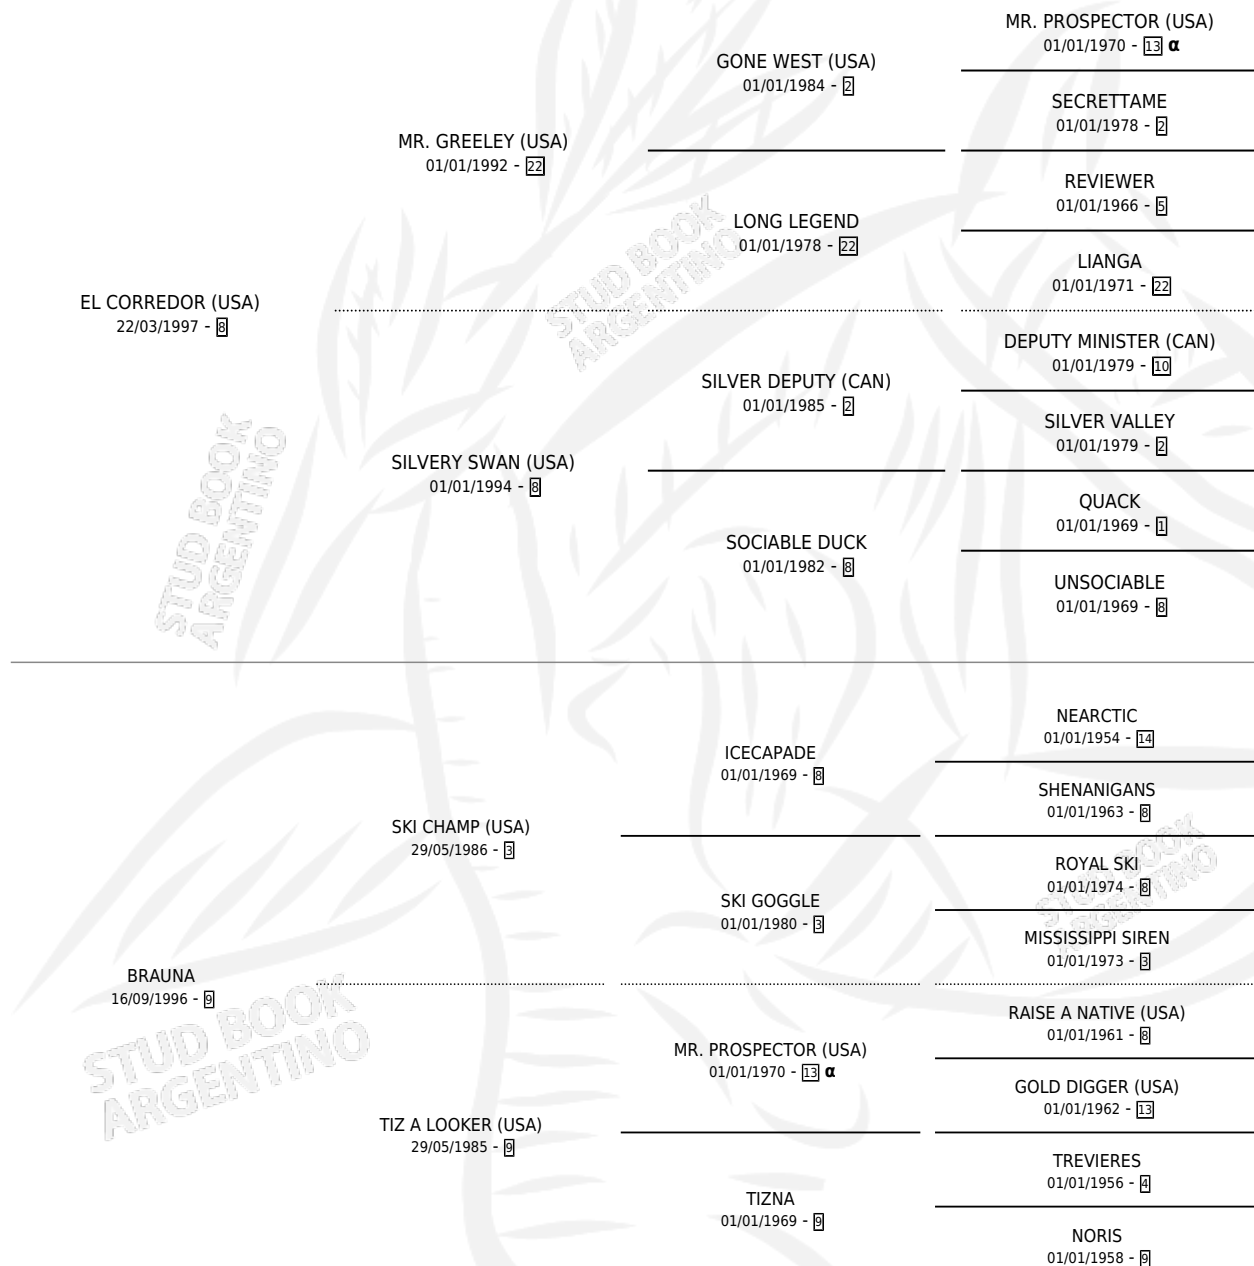 MR. PROSPECTOR (USA)
01/01/1970 - 13 α
GONE WEST (USA)
01/01/1984 - 2
SECRETTAME
01/01/1978 - 2
MR. GREELEY (USA)
01/01/1992 - 22
REVIEWER
01/01/1966 - 5
LONG LEGEND
01/01/1978 - 22
LIANGA
01/01/1971 - 22
EL CORREDOR (USA)
22/03/1997 - 8
DEPUTY MINISTER (CAN)
01/01/1979 - 10
SILVER DEPUTY (CAN)
01/01/1985 - 2
SILVER VALLEY
01/01/1979 - 2
SILVERY SWAN (USA)
01/01/1994 - 8
QUACK
01/01/1969 - 1
SOCIABLE DUCK
01/01/1982 - 8
UNSOCIABLE
01/01/1969 - 8
STUD BOOK
ARGENTINO
STUD BOOK
ARGENTINO
NEARCTIC
01/01/1954 - 14
ICECAPADE
01/01/1969 - 8
SHENANIGANS
01/01/1963 - 8
SKI CHAMP (USA)
29/05/1986 - 3
ROYAL SKI
01/01/1974 - 8
SKI GOGGLE
01/01/1980 - 3
MISSISSIPPI SIREN
01/01/1973 - 3
BRAUNA
16/09/1996 - 9
RAISE A NATIVE (USA)
01/01/1961 - 8
MR. PROSPECTOR (USA)
01/01/1970 - 13 α
GOLD DIGGER (USA)
01/01/1962 - 13
TIZ A LOOKER (USA)
29/05/1985 - 9
TREVIERES
01/01/1956 - 4
TIZNA
01/01/1969 - 9
NORIS
01/01/1958 - 9
STUD BOOK
ARGENTINO
STUD BOOK
ARGENTINO